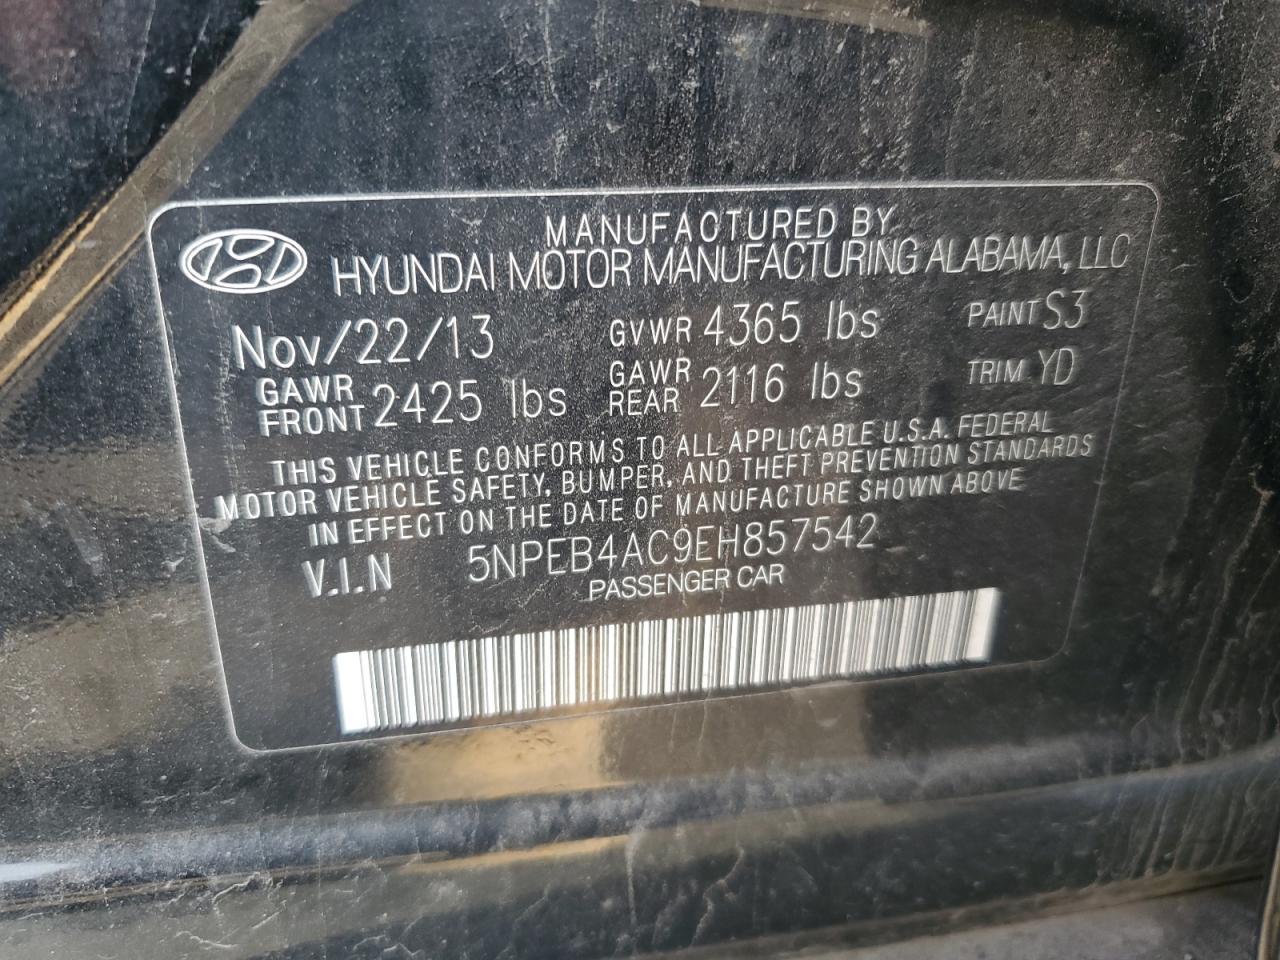 MANUFACTURED BY
HYUNDAI MOTOR MANUFACTURING ALABAMA, LLC
Nov/22/13 GVWR 4365 lbs PAINT S3
GAWR FRONT 2425 lbs GAWR REAR 2116 lbs TRIM YD
THIS VEHICLE CONFORMS TO ALL APPLICABLE U.S.A. FEDERAL
MOTOR VEHICLE SAFETY, BUMPER, AND THEFT PREVENTION STANDARDS
IN EFFECT ON THE DATE OF MANUFACTURE SHOWN ABOVE
V.I.N 5NPEB4AC9EH857542
PASSENGER CAR